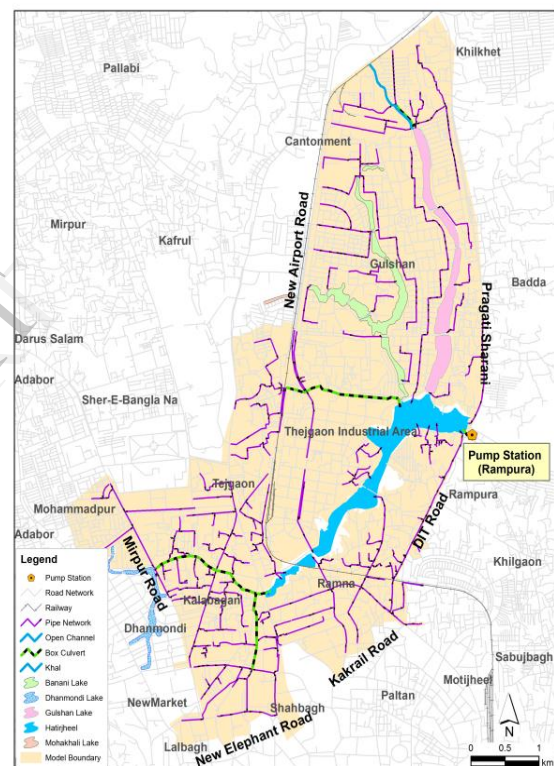 Khilkhet
Pallabi
Cantonment
New Airport Road
Mirpur
Kafrul
Gulshan
Pragati Sharani
Badda
Darus Salam
Adabor
Sher-E-Bangla Na
Thejgaon Industrial Area
Pump Station
(Rampura)
Tejgaon
Rampura
DIT Road
Mohammadpur
Adabor
Mirpur Road
Khilgaon
Ramna
Kalabagan
Dhanmondi
Kakrail Road
Sabujbagh
Motijheel
Paltan
NewMarket
Shahbagh
New Elephant Road
Lalbagh
Legend
Pump Station
Road Network
Railway
Pipe Network
Open Channel
Box Culvert
Khal
Banani Lake
Dhanmondi Lake
Gulshan Lake
Hatirjheel
Mohakhali Lake
Model Boundary
N
0 0.5 1
km